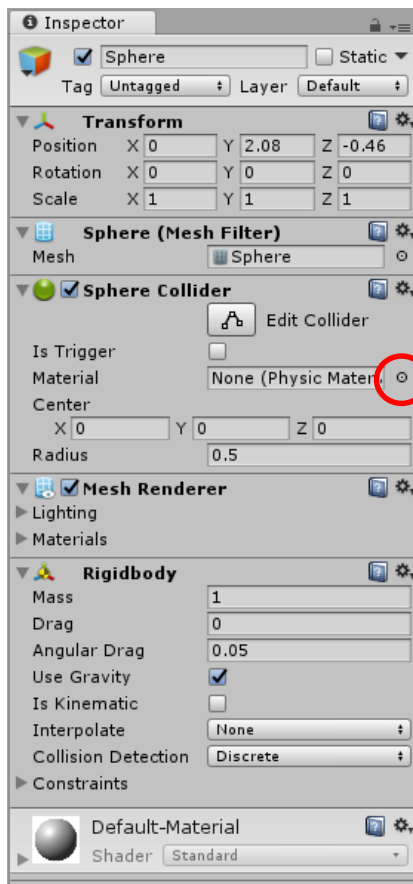 Inspector
Sphere Static
Tag Untagged Layer Default
Transform
Position X 0 Y 2.08 Z -0.46
Rotation X 0 Y 0 Z 0
Scale X 1 Y 1 Z 1
Sphere (Mesh Filter)
Mesh Sphere
Sphere Collider
Edit Collider
Is Trigger
Material None (Physic Mater
Center
X 0 Y 0 Z 0
Radius 0.5
Mesh Renderer
Lighting
Materials
Rigidbody
Mass 1
Drag 0
Angular Drag 0.05
Use Gravity
Is Kinematic
Interpolate None
Collision Detection Discrete
Constraints
Default-Material
Shader Standard